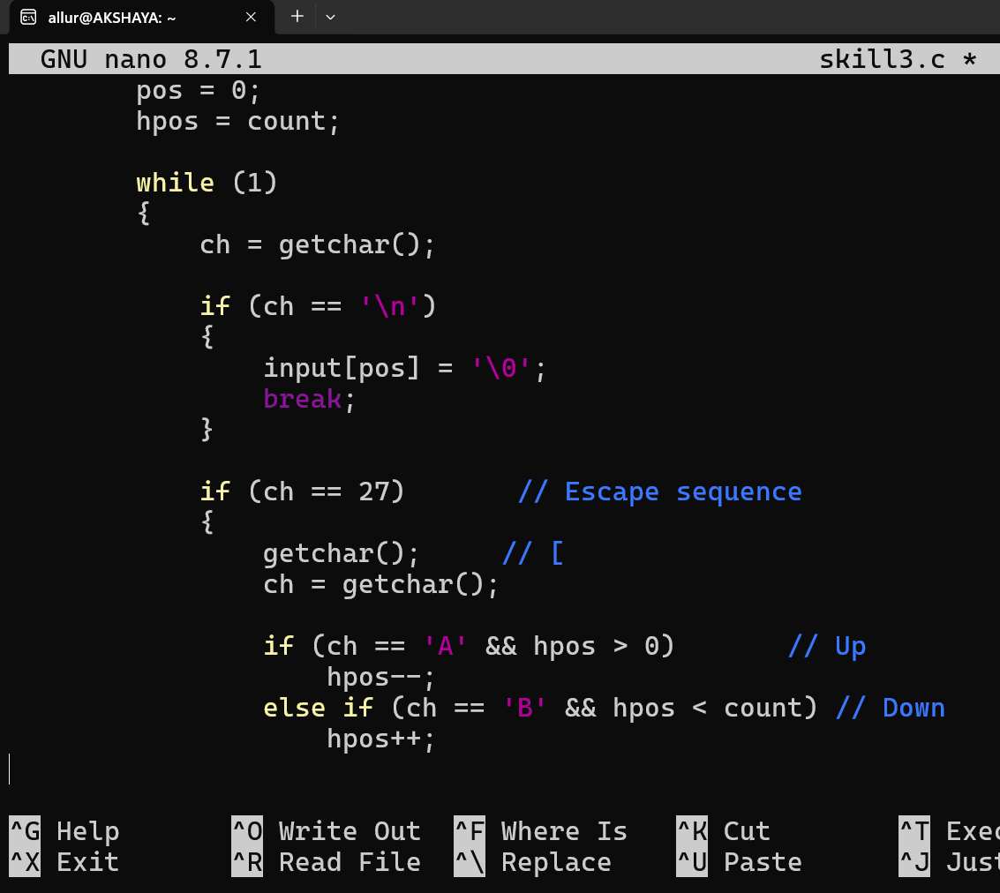 allur@AKSHAYA: ~
GNU nano 8.7.1 skill3.c *
pos = 0;
hpos = count;
while (1)
{
ch = getchar();
if (ch == '\n')
{
input[pos] = '\0';
break;
}
if (ch == 27) // Escape sequence
{
getchar(); // [
ch = getchar();
if (ch == 'A' && hpos > 0) // Up
hpos--;
else if (ch == 'B' && hpos < count) // Down
hpos++;
^G Help ^O Write Out ^F Where Is ^K Cut ^T Exec
^X Exit ^R Read File ^\ Replace ^U Paste ^J Just